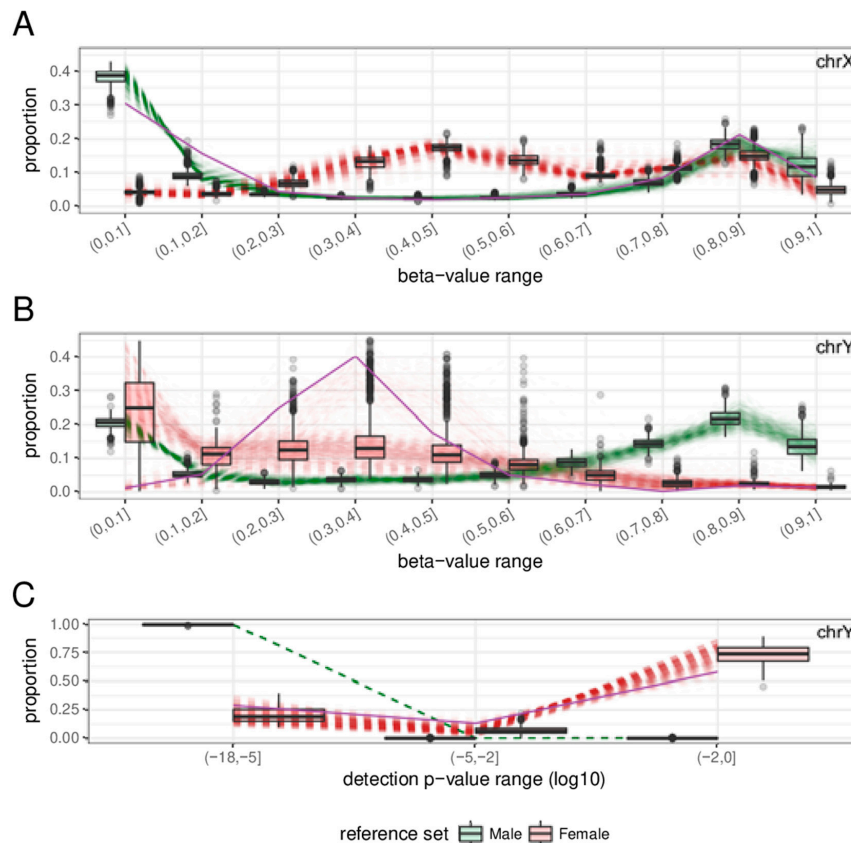 A
chrX
proportion
0.4
0.3
0.2
0.1
0.0
(0,0.1] (0.1,0.2] (0.2,0.3] (0.3,0.4] (0.4,0.5] (0.5,0.6] (0.6,0.7] (0.7,0.8] (0.8,0.9] (0.9,1]
beta−value range
B
chrY
proportion
0.4
0.3
0.2
0.1
0.0
(0,0.1] (0.1,0.2] (0.2,0.3] (0.3,0.4] (0.4,0.5] (0.5,0.6] (0.6,0.7] (0.7,0.8] (0.8,0.9] (0.9,1]
beta−value range
C
chrY
proportion
1.00
0.75
0.50
0.25
0.00
(−18,−5] (−5,−2] (−2,0]
detection p−value range (log10)
reference set Male Female